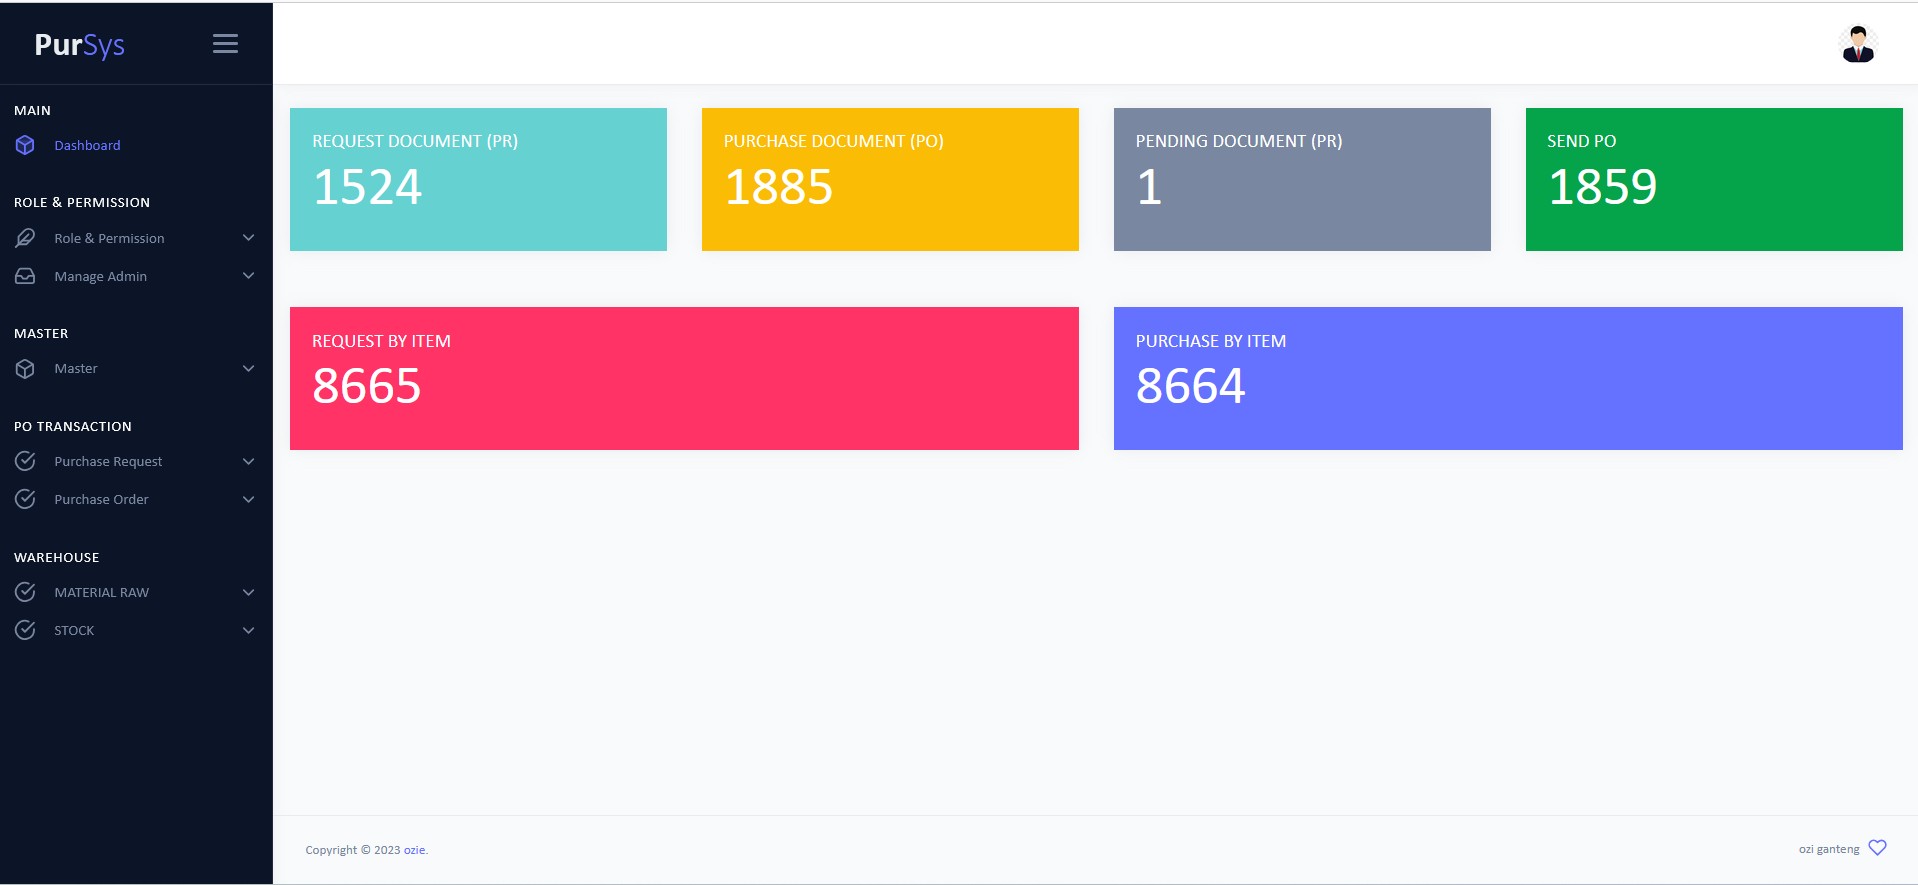 PurSys
MAIN
Dashboard
ROLE & PERMISSION
Role & Permission
Manage Admin
MASTER
Master
PO TRANSACTION
Purchase Request
Purchase Order
WAREHOUSE
MATERIAL RAW
STOCK
REQUEST DOCUMENT (PR)
1524
PURCHASE DOCUMENT (PO)
1885
PENDING DOCUMENT (PR)
1
SEND PO
1859
REQUEST BY ITEM
8665
PURCHASE BY ITEM
8664
Copyright © 2023 ozie.
ozi ganteng